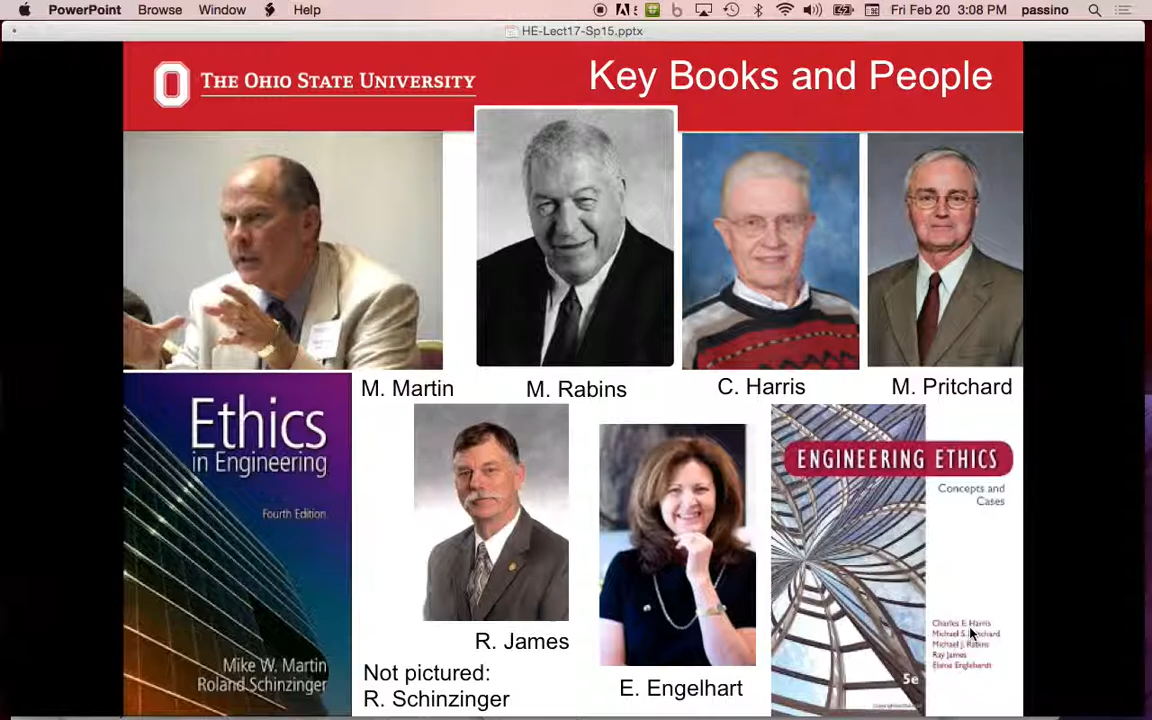 PowerPoint Browse Window Help Fri Feb 20 3:08 PM passino
HE-Lect17-Sp15.pptx
THE OHIO STATE UNIVERSITY
Key Books and People
M. Martin
M. Rabins
C. Harris
M. Pritchard
Ethics
in Engineering
Fourth Edition
Mike W. Martin
Roland Schinzinger
R. James
Not pictured:
R. Schinzinger
E. Engelhart
ENGINEERING ETHICS
Concepts and
Cases
Charles E. Harris
Michael S.
Michael J. Rabins
Ray James
Elaine Englehardt
5e